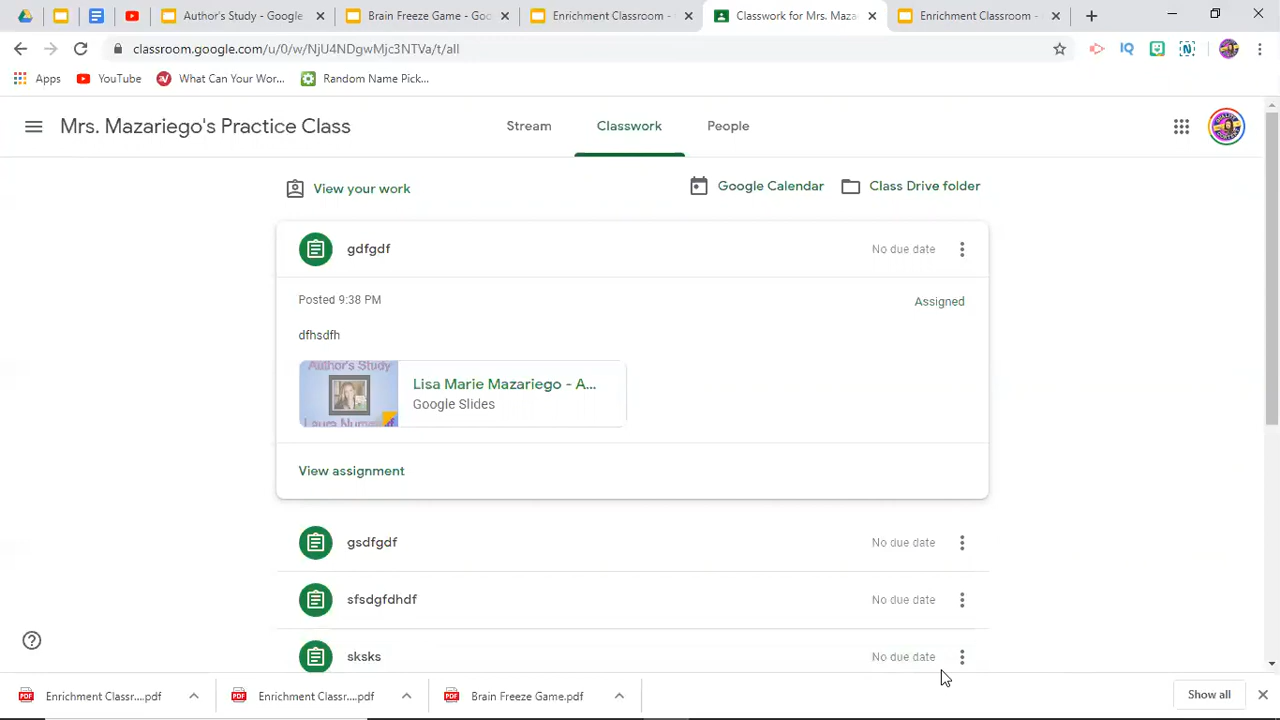 Author's Study - Google
Brain Freeze Game - Goo
Enrichment Classroom -
Classwork for Mrs. Maza
Enrichment Classroom -
classroom.google.com/u/0/w/NjU4NDgwMjc3NTVa/t/all
Apps
YouTube
What Can Your Wor...
Random Name Pick...
Mrs. Mazariego's Practice Class
Stream
Classwork
People
View your work
Google Calendar
Class Drive folder
gdfgdf
No due date
Posted 9:38 PM
Assigned
dfhsdfh
Author's Study
Lisa Marie Mazariego - A...
Google Slides
View assignment
gsdfgdf
No due date
sfsdgfdhdf
No due date
sksks
No due date
Enrichment Classr....pdf
Enrichment Classr....pdf
Brain Freeze Game.pdf
Show all